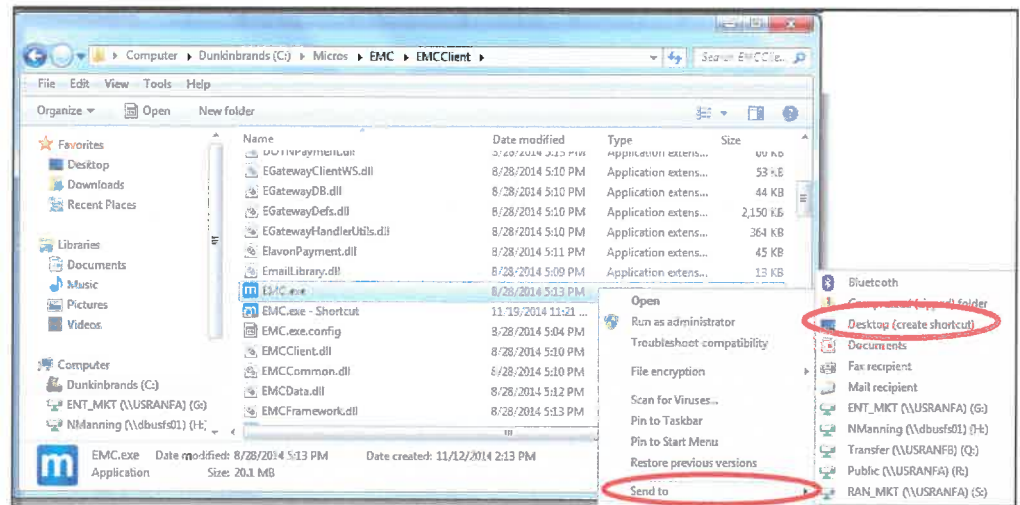 Computer Dunkinbrands (C:) Micros EMC EMCClient
File Edit View Tools Help
Organize Open New folder
Name Date modified Type Size
Favorites
Desktop
Downloads
Recent Places
Libraries
Documents
Music
Pictures
Videos
Computer
Dunkinbrands (C:)
ENT_MKT (\\USRANFA) (G:)
NManning (\\dbusfs01) (H:)
EGatewayClientWS.dll 8/28/2014 5:10 PM Application extens... 53 KB
EGatewayDB.dll 8/28/2014 5:10 PM Application extens... 44 KB
EGatewayDefs.dll 8/28/2014 5:10 PM Application extens... 2,150 KB
EGatewayHandlerUtils.dll 8/28/2014 5:10 PM Application extens... 364 KB
ElavonPayment.dll 8/28/2014 5:11 PM Application extens... 45 KB
EmailLibrary.dll 8/28/2014 5:09 PM Application extens... 13 KB
EMC.exe 8/28/2014 5:13 PM
EMC.exe - Shortcut 11/19/2014 11:21 ...
EMC.exe.config 8/28/2014 5:04 PM
EMCClient.dll 8/28/2014 5:10 PM
EMCCommon.dll 8/28/2014 5:10 PM
EMCData.dll 8/28/2014 5:12 PM
EMCFramework.dll 8/28/2014 5:13 PM
Open
Run as administrator
Troubleshoot compatibility
File encryption
Scan for Viruses...
Pin to Taskbar
Pin to Start Menu
Restore previous versions
Send to
Bluetooth
Compressed (zipped) folder
Desktop (create shortcut)
Documents
Fax recipient
Mail recipient
ENT_MKT (\\USRANFA) (G:)
NManning (\\dbusfs01) (H:)
Transfer (\\USRANFB) (Q:)
Public (\\USRANFA) (R:)
RAN_MKT (\\USRANFA) (S:)
m
EMC.exe Date modified: 8/28/2014 5:13 PM Date created: 11/12/2014 2:13 PM
Application Size: 20.1 MB